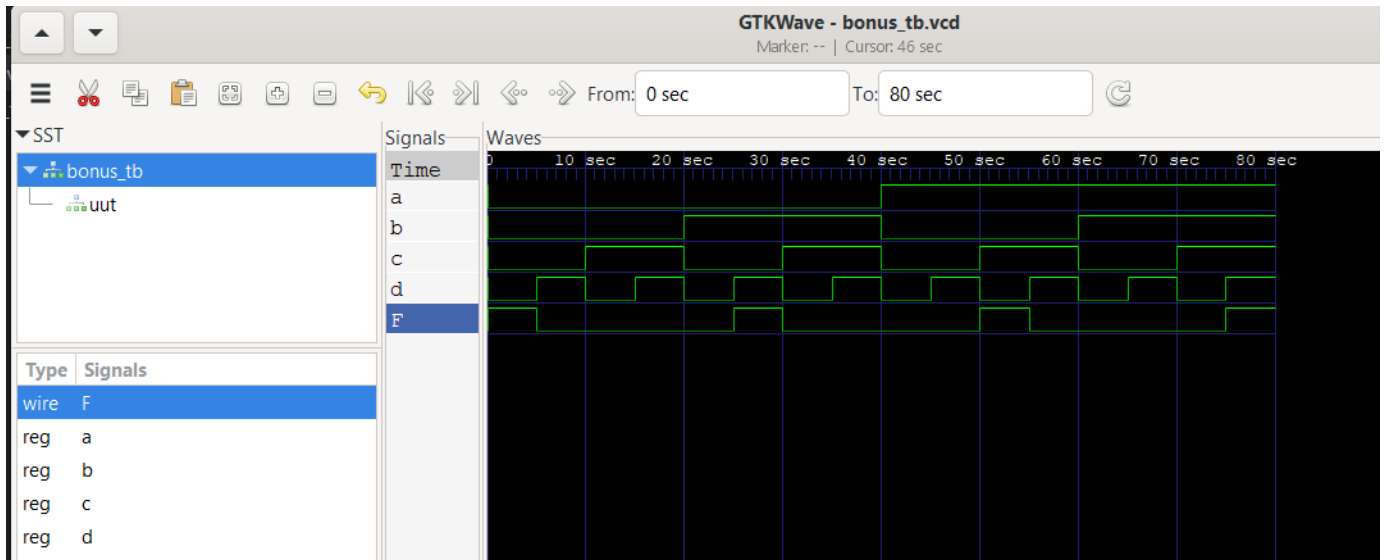 GTKWave - bonus_tb.vcd
Marker: -- | Cursor: 46 sec
From: 0 sec To: 80 sec
SST
bonus_tb
uut
Type Signals
wire F
reg a
reg b
reg c
reg d
Signals
Time
a
b
c
d
F
Waves
0 10 sec 20 sec 30 sec 40 sec 50 sec 60 sec 70 sec 80 sec